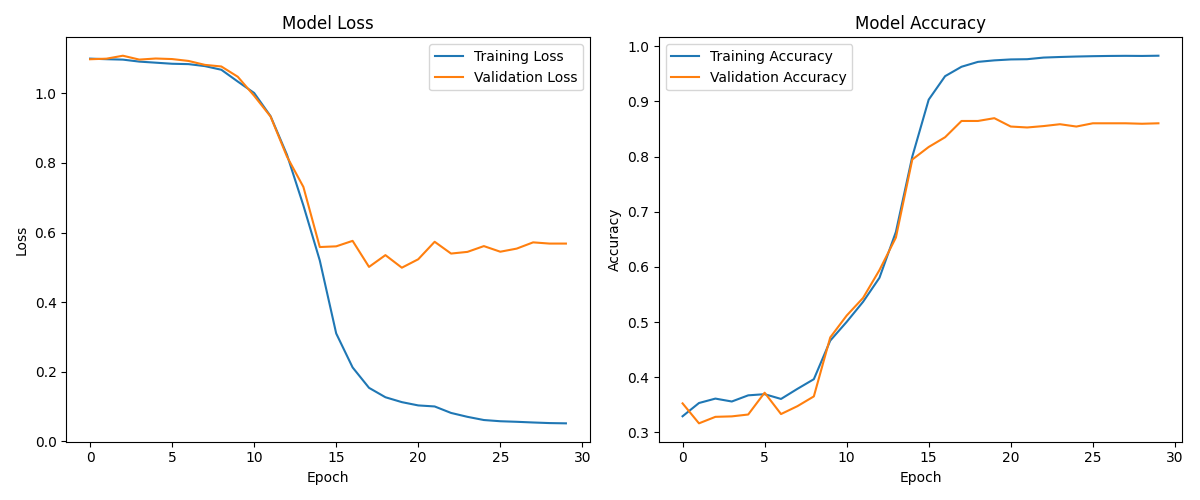 Model Loss
Training Loss
Validation Loss
1.0
0.8
0.6
0.4
0.2
0.0
Loss
0 5 10 15 20 25 30
Epoch
Model Accuracy
Training Accuracy
Validation Accuracy
1.0
0.9
0.8
0.7
0.6
0.5
0.4
0.3
Accuracy
0 5 10 15 20 25 30
Epoch